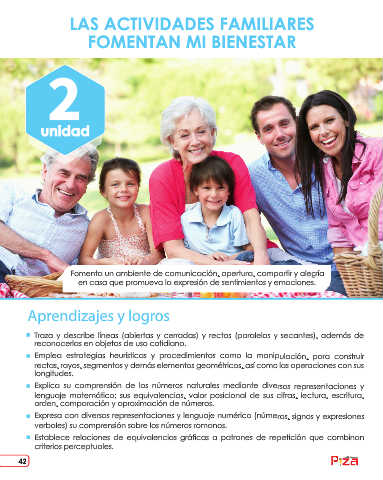 LAS ACTIVIDADES FAMILIARES
FOMENTAN MI BIENESTAR
2
unidad
Fomento un ambiente de comunicación, apertura, compartir y alegría
en casa que promueva la expresión de sentimientos y emociones.
Aprendizajes y logros
Traza y describe líneas (abiertas y cerradas) y rectas (paralelas y secantes), además de
reconocerlas en objetos de uso cotidiano.
Emplea estrategias heurísticas y procedimientos como la manipulación, para construir
rectas, rayos, segmentos y demás elementos geométricos, así como las operaciones con sus
longitudes.
Explica su comprensión de los números naturales mediante diversas representaciones y
lenguaje matemático; sus equivalencias, valor posicional de sus cifras, lectura, escritura,
orden, comparación y aproximación de números.
Expresa con diversas representaciones y lenguaje numérico (números, signos y expresiones
verbales) su comprensión sobre los números romanos.
Establece relaciones de equivalencias gráficas a patrones de repetición que combinan
criterios perceptuales.
42